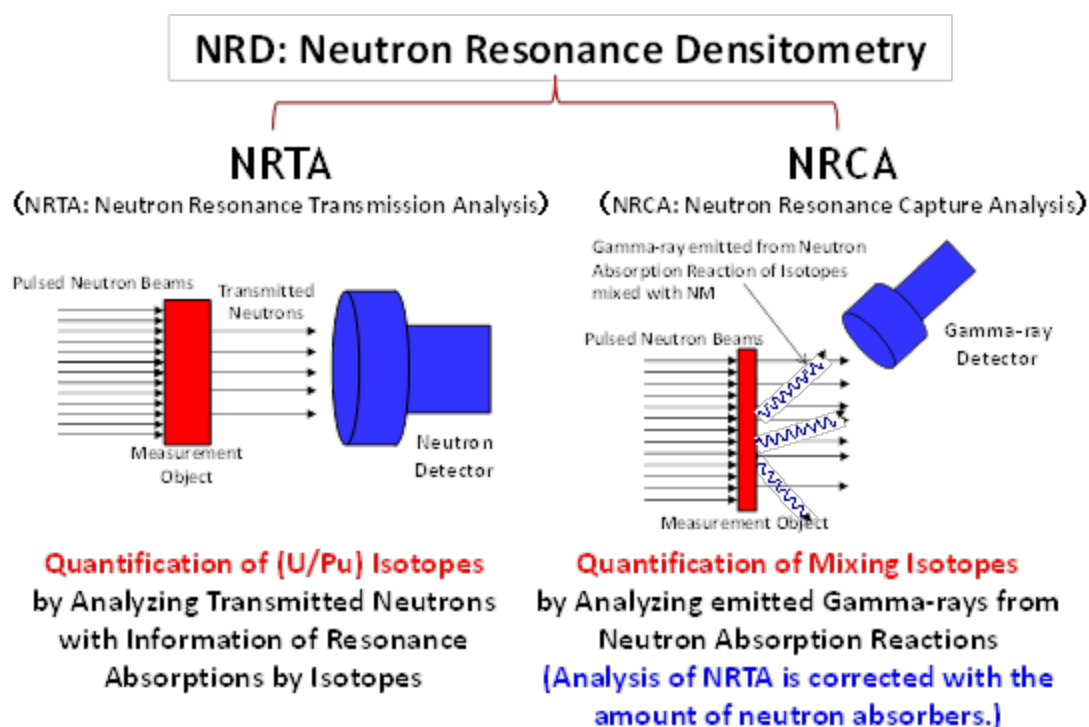 NRD: Neutron Resonance Densitometry
NRTA
(NRTA: Neutron Resonance Transmission Analysis)
Pulsed Neutron Beams
Transmitted
Neutrons
Measurement
Object
Neutron
Detector
Quantification of (U/Pu) Isotopes
by Analyzing Transmitted Neutrons
with Information of Resonance
Absorptions by Isotopes
NRCA
(NRCA: Neutron Resonance Capture Analysis)
Gamma-ray emitted from Neutron
Absorption Reaction of Isotopes
mixed with NM
Pulsed Neutron Beams
Gamma-ray
Detector
Measurement Object
Quantification of Mixing Isotopes
by Analyzing emitted Gamma-rays from
Neutron Absorption Reactions
(Analysis of NRTA is corrected with the
amount of neutron absorbers.)